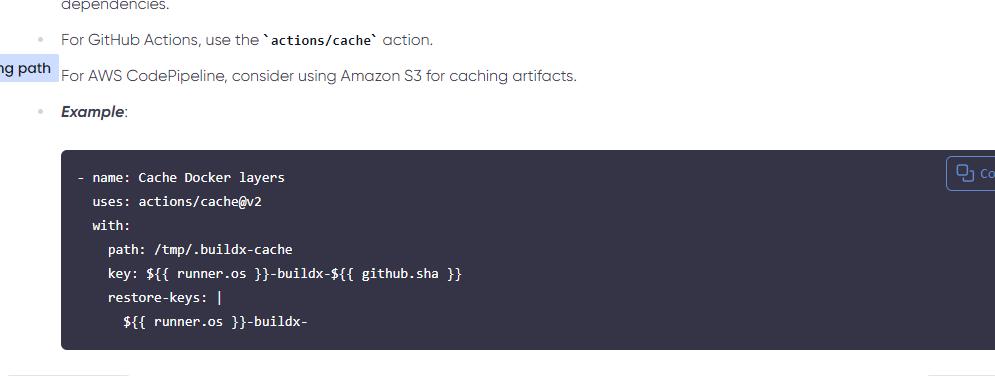 dependencies.
For GitHub Actions, use the `actions/cache` action.
ng path
For AWS CodePipeline, consider using Amazon S3 for caching artifacts.
Example:
Co
- name: Cache Docker layers
  uses: actions/cache@v2
  with:
    path: /tmp/.buildx-cache
    key: ${{ runner.os }}-buildx-${{ github.sha }}
    restore-keys: |
      ${{ runner.os }}-buildx-